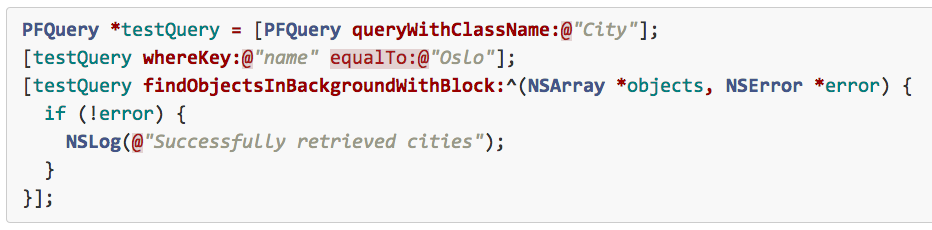 PFQuery *testQuery = [PFQuery queryWithClassName:@"City"];
[testQuery whereKey:@"name" equalTo:@"Oslo"];
[testQuery findObjectsInBackgroundWithBlock:^(NSArray *objects, NSError *error) {
  if (!error) {
    NSLog(@"Successfully retrieved cities");
  }
}];